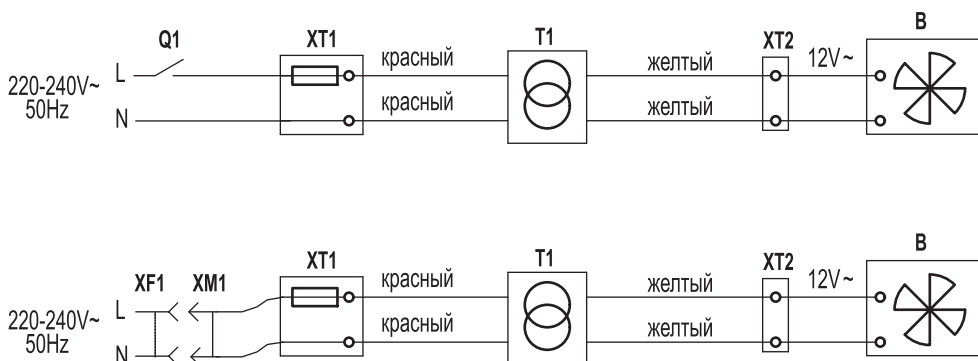 Q1 XT1 красный T1 желтый XT2 12V~ B
L
220-240V~
50Hz
N красный желтый
XF1 XM1 XT1 красный T1 желтый XT2 12V~ B
L
220-240V~
50Hz
N красный желтый